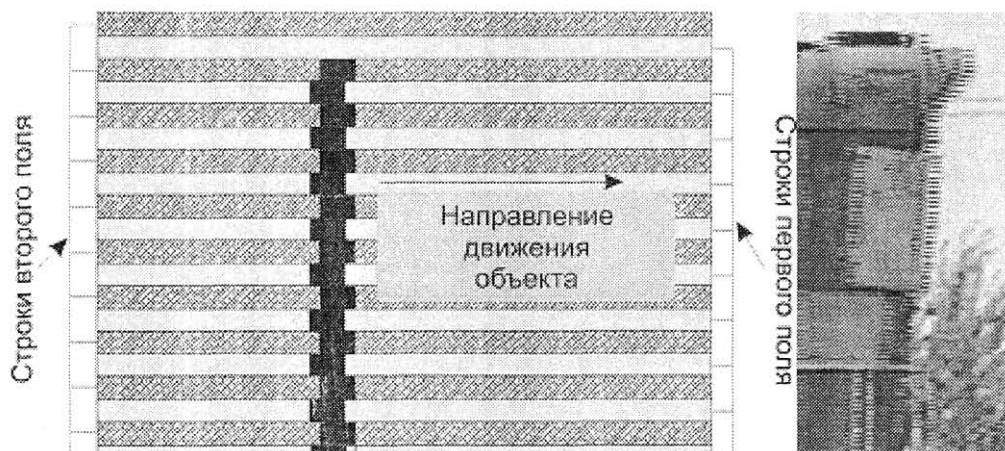 Строки второго поля
Направление
движения
объекта
Строки первого поля